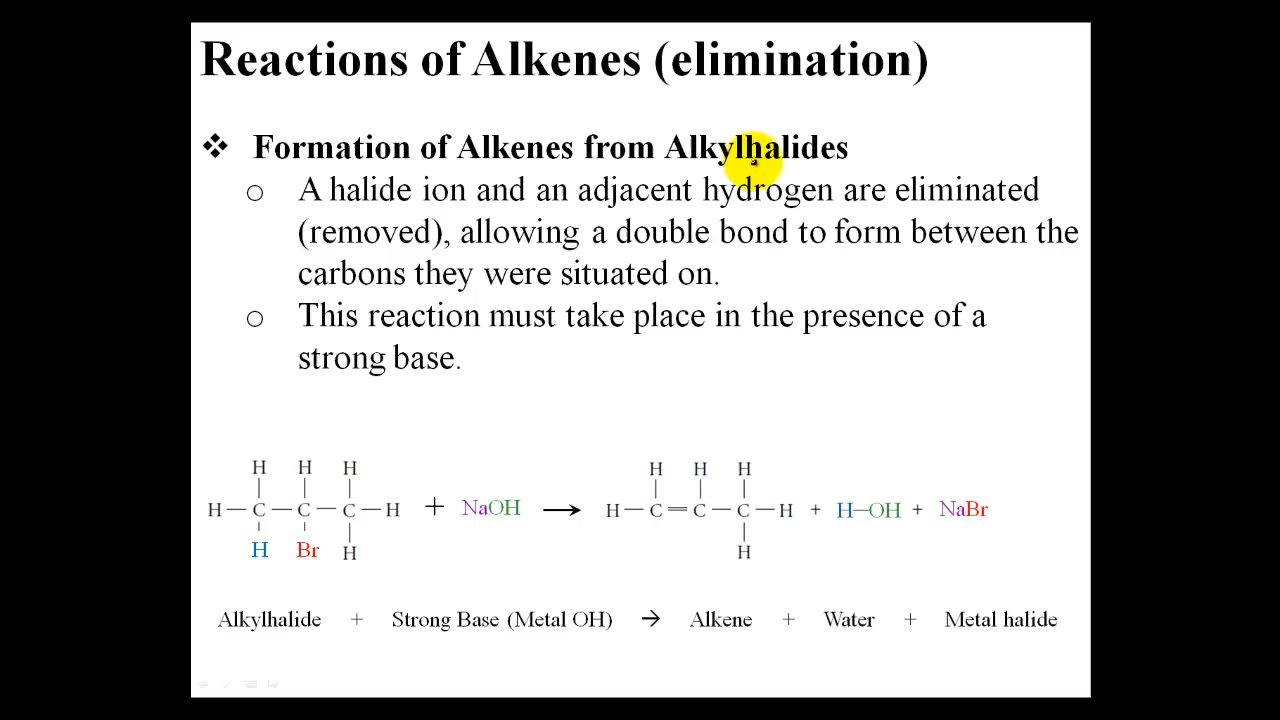 Reactions of Alkenes (elimination)
❖ Formation of Alkenes from Alkylhalides
o A halide ion and an adjacent hydrogen are eliminated
(removed), allowing a double bond to form between the
carbons they were situated on.
o This reaction must take place in the presence of a
strong base.
H H H H H H
H — C — C — C — H + NaOH → H — C = C — C — H + H—OH + NaBr
H Br H H
Alkylhalide + Strong Base (Metal OH) → Alkene + Water + Metal halide